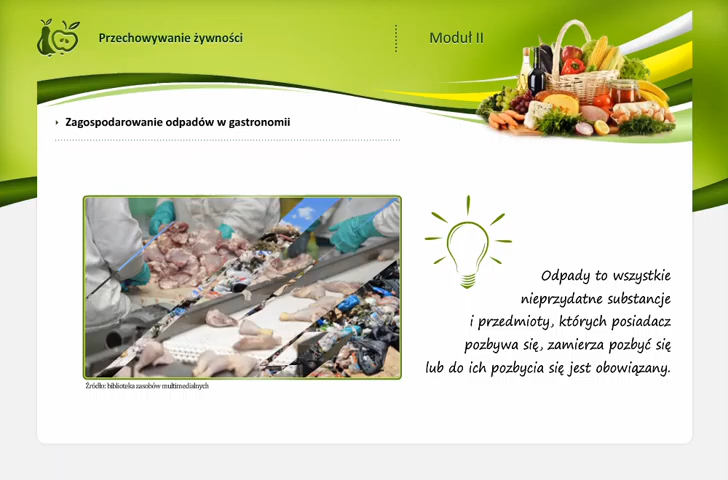 Przechowywanie żywności
Moduł II
Zagospodarowanie odpadów w gastronomii
Odpady to wszystkie
nieprzydatne substancje
i przedmioty, których posiadacz
pozbywa się, zamierza pozbyć się
lub do ich pozbycia się jest obowiązany.
Źródło: biblioteka zasobów multimedialnych